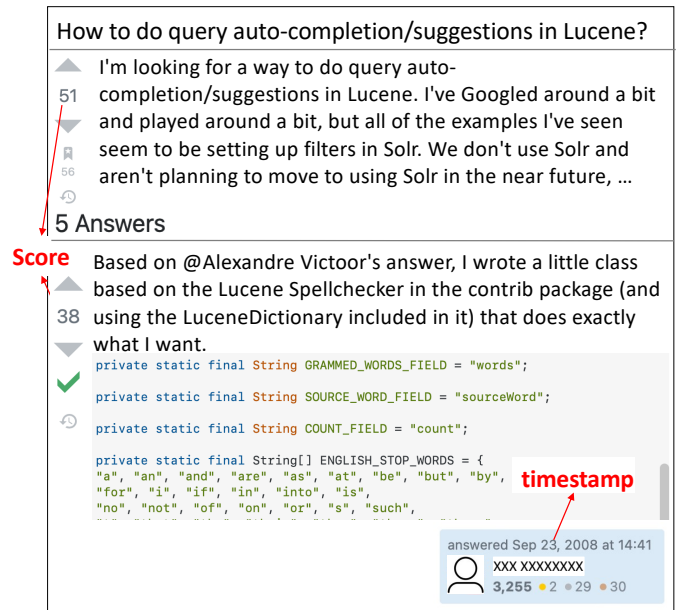 How to do query auto-completion/suggestions in Lucene?
I'm looking for a way to do query auto-
51 completion/suggestions in Lucene. I've Googled around a bit
and played around a bit, but all of the examples I've seen
seem to be setting up filters in Solr. We don't use Solr and
56 aren't planning to move to using Solr in the near future, ...
5 Answers
Score
Based on @Alexandre Victoor's answer, I wrote a little class
based on the Lucene Spellchecker in the contrib package (and
38 using the LuceneDictionary included in it) that does exactly
what I want.
private static final String GRAMMED_WORDS_FIELD = "words";
private static final String SOURCE_WORD_FIELD = "sourceWord";
private static final String COUNT_FIELD = "count";
private static final String[] ENGLISH_STOP_WORDS = {
"a", "an", "and", "are", "as", "at", "be", "but", "by",
"for", "i", "if", "in", "into", "is",
"no", "not", "of", "on", "or", "s", "such",
timestamp
answered Sep 23, 2008 at 14:41
XXX XXXXXXXX
3,255 2 29 30